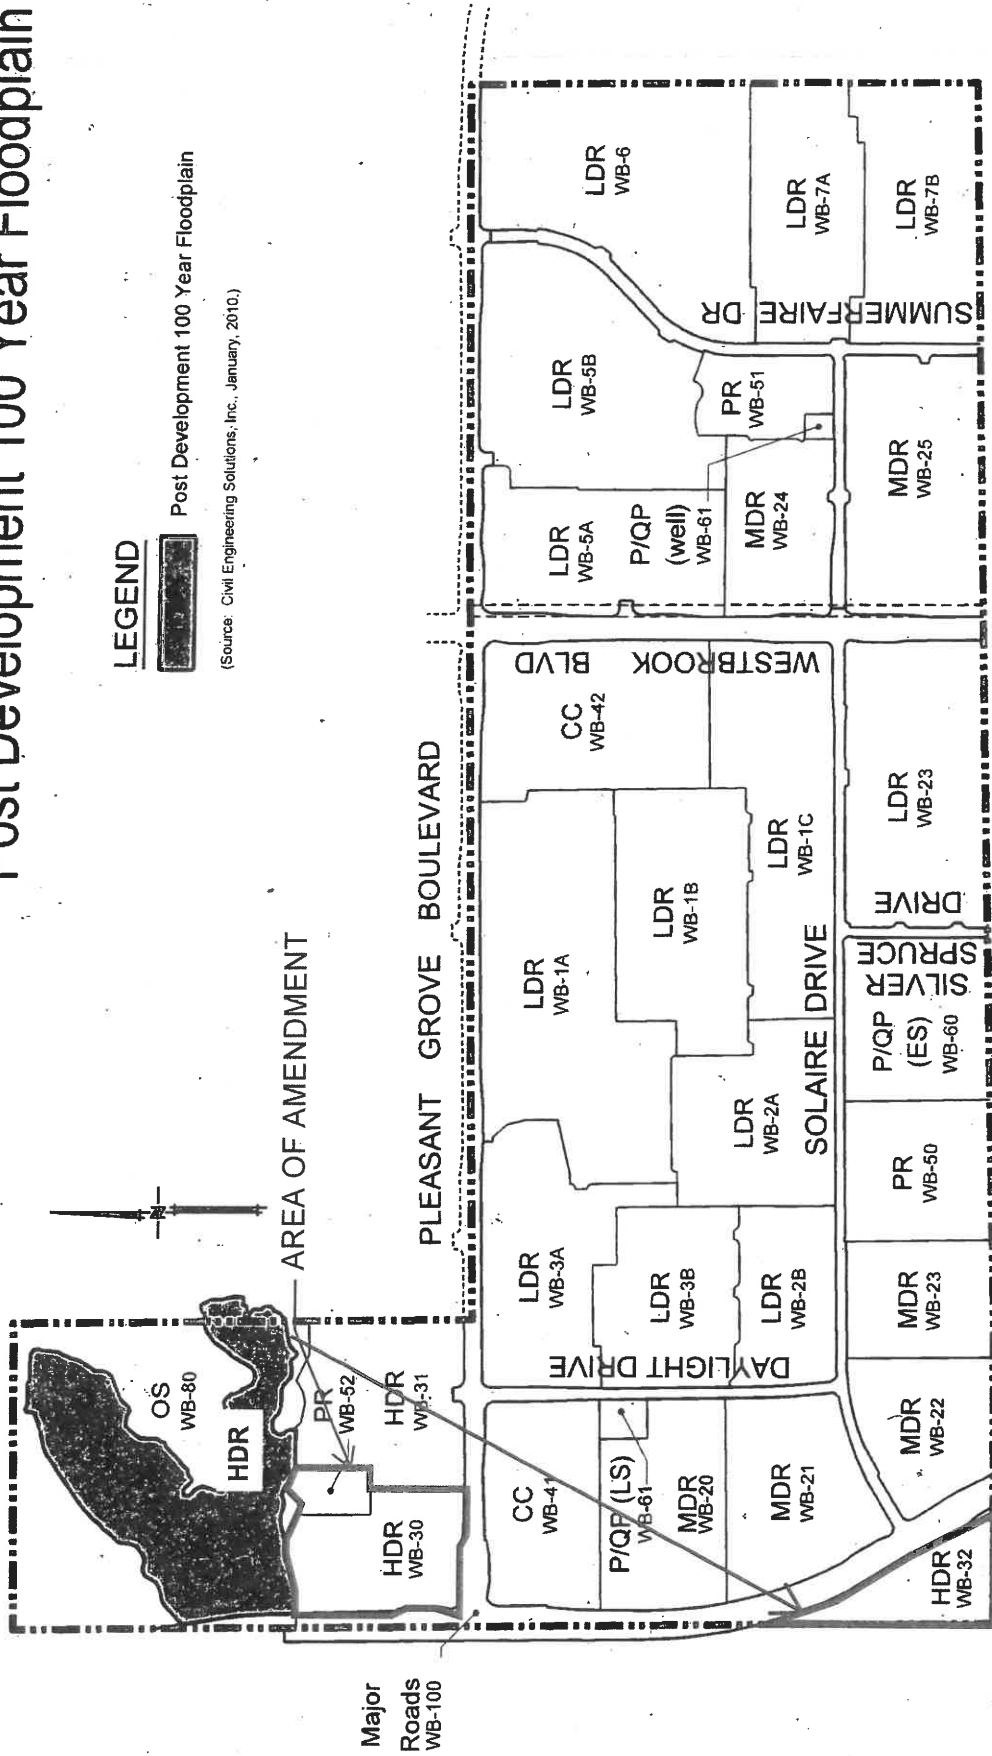 Post Development 100 Year Floodplain
LEGEND
Post Development 100 Year Floodplain
(Source: Civil Engineering Solutions, Inc., January, 2010.)
AREA OF AMENDMENT
PLEASANT GROVE BOULEVARD
OS
WB-80
HDR
PR
WB-52
HDR
WB-31
HDR
WB-30
Major
Roads
WB-100
CC
WB-41
P/QP (LS)
WB-61
MDR
WB-20
MDR
WB-21
MDR
WB-22
HDR
WB-32
DAYLIGHT DRIVE
LDR
WB-3A
LDR
WB-3B
LDR
WB-2B
MDR
WB-23
LDR
WB-2A
PR
WB-50
SOLAIRE DRIVE
P/QP
(ES)
WB-60
SILVER
SPRUCE
DRIVE
LDR
WB-1A
LDR
WB-1B
LDR
WB-1C
LDR
WB-23
CC
WB-42
WESTBROOK BLVD
LDR
WB-5A
P/QP
(well)
WB-61
MDR
WB-24
MDR
WB-25
LDR
WB-5B
PR
WB-51
SUMMERFAIRE DR
LDR
WB-6
LDR
WB-7A
LDR
WB-7B